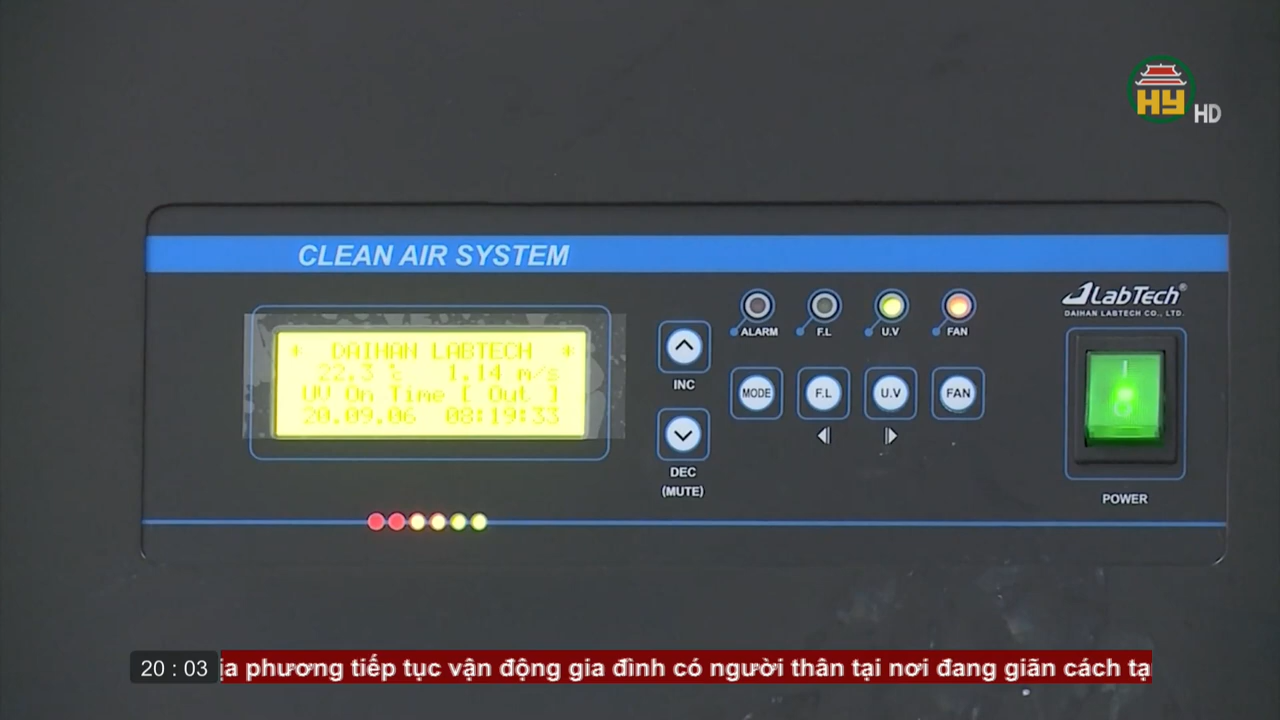 HY HD
CLEAN AIR SYSTEM
LabTech®
DAIHAN LABTECH CO., LTD.
* DAIHAN LABTECH *
22.3 ℃ 1.14 m/s
UV On Time [ Out ]
20.09.06 08:19:33
ALARM F.L U.V FAN
INC
MODE F.L U.V FAN
DEC
(MUTE)
POWER
20 : 03 ịa phương tiếp tục vận động gia đình có người thân tại nơi đang giãn cách tạ